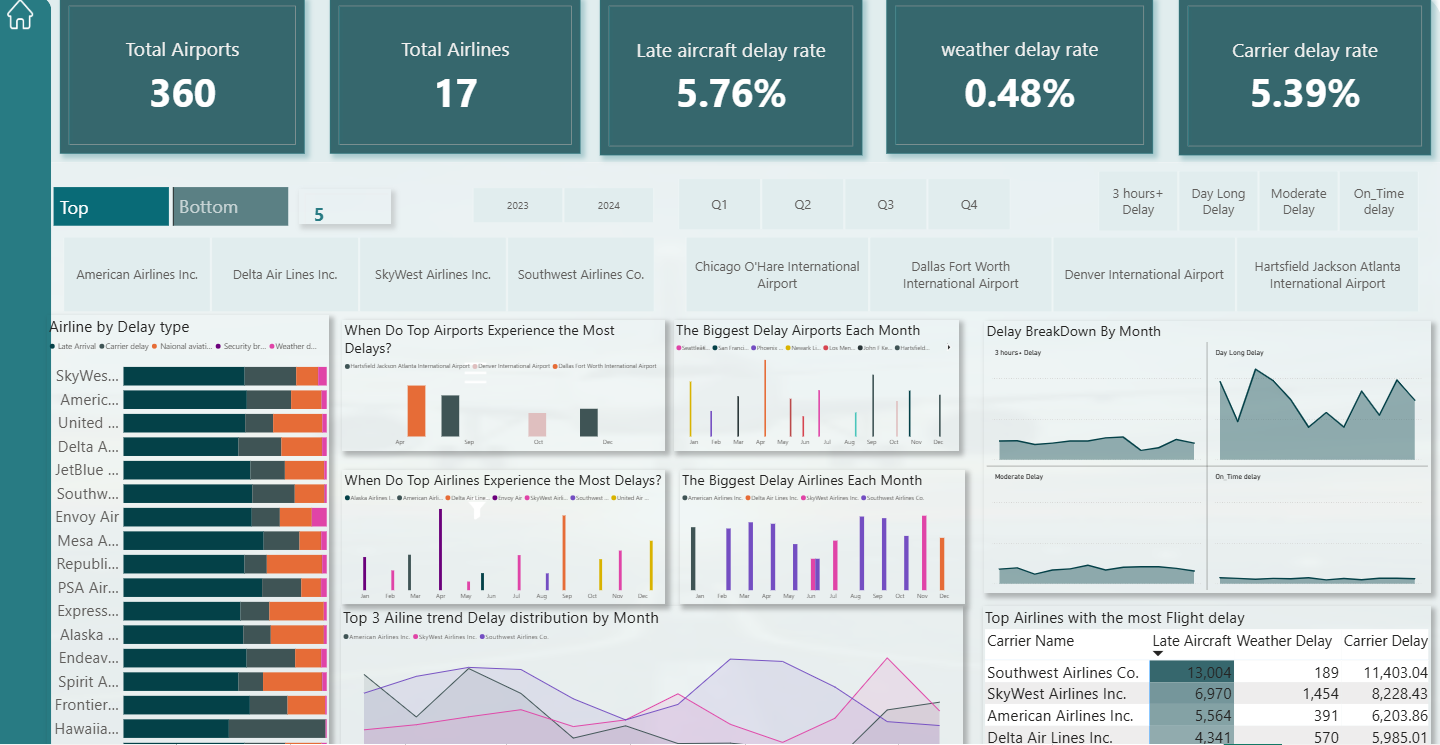 Total Airports
360
Total Airlines
17
Late aircraft delay rate
5.76%
weather delay rate
0.48%
Carrier delay rate
5.39%
Top
Bottom
5
2023
2024
Q1
Q2
Q3
Q4
3 hours+
Delay
Day Long
Delay
Moderate
Delay
On_Time
delay
American Airlines Inc.
Delta Air Lines Inc.
SkyWest Airlines Inc.
Southwest Airlines Co.
Chicago O'Hare International
Airport
Dallas Fort Worth
International Airport
Denver International Airport
Hartsfield Jackson Atlanta
International Airport
Airline by Delay type
Late Arrival Carrier delay Naional aviati... Security br... Weather d...
SkyWes...
Americ...
United ...
Delta A...
JetBlue ...
Southw...
Envoy Air
Mesa A...
Republi...
PSA Air...
Express...
Alaska ...
Endeav...
Spirit A...
Frontier...
Hawaiia...
When Do Top Airports Experience the Most
Delays?
Hartsfield Jackson Atlanta International Airport Denver International Airport Dallas Fort Worth International Airport
Apr Sep Oct Dec
The Biggest Delay Airports Each Month
San Franci... Phoenix ... Newark Li... Los Men... John F Ke... Hartsfield...
Jan Feb Mar Apr May Jun Jul Aug Sep Oct Nov Dec
When Do Top Airlines Experience the Most Delays?
Alaska Airlines I... American Airli... Delta Air Line... Envoy Air SkyWest Airli... Southwest ... United Air ...
Jan Feb Mar Apr May Jun Jul Aug Sep Oct Nov Dec
The Biggest Delay Airlines Each Month
American Airlines Inc. Delta Air Lines Inc. SkyWest Airlines Inc. Southwest Airlines Co.
Jan Feb Mar Apr May Jun Jul Aug Sep Oct Nov Dec
Top 3 Ailine trend Delay distribution by Month
American Airlines Inc. SkyWest Airlines Inc. Southwest Airlines Co.
Delay BreakDown By Month
3 hours+ Delay
Day Long Delay
Moderate Delay
On_Time delay
Top Airlines with the most Flight delay
Carrier Name Late Aircraft Weather Delay Carrier Delay
Southwest Airlines Co. 13,004 189 11,403.04
SkyWest Airlines Inc. 6,970 1,454 8,228.43
American Airlines Inc. 5,564 391 6,203.86
Delta Air Lines Inc. 4,341 570 5,985.01